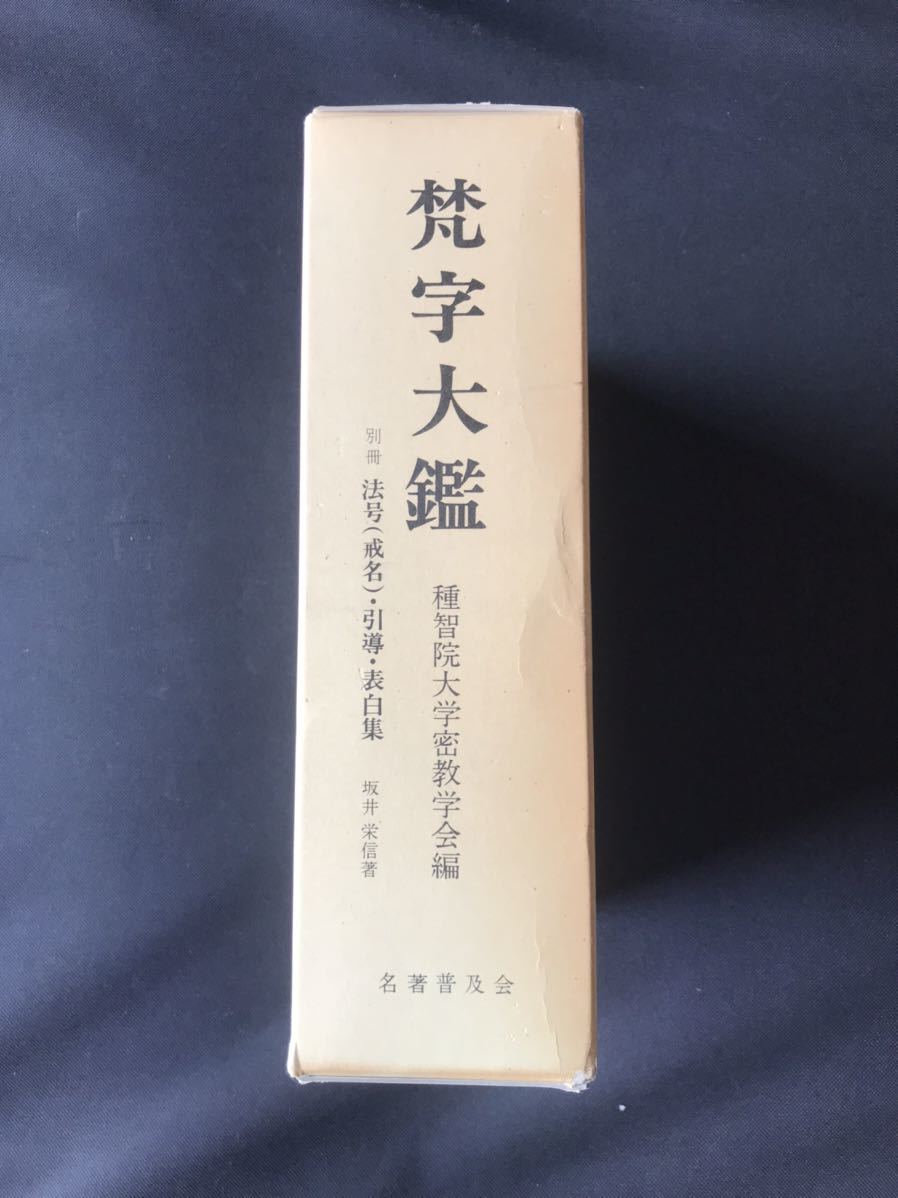 梵字大鑑
種智院大学密教学会編
別冊
法号（戒名）・引導・表白集
坂井栄信著
名著普及会